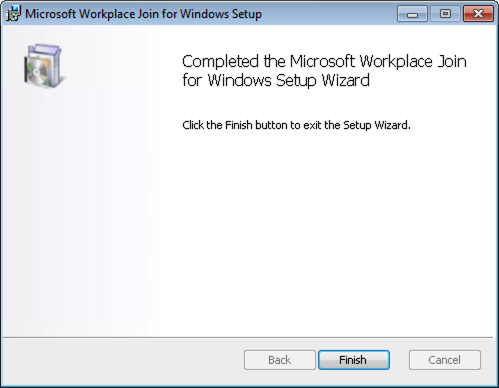 Microsoft Workplace Join for Windows Setup
Completed the Microsoft Workplace Join
for Windows Setup Wizard
Click the Finish button to exit the Setup Wizard.
Back
Finish
Cancel